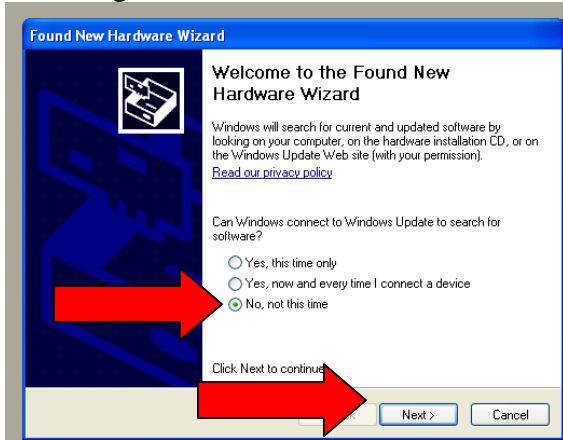 Found New Hardware Wizard
Welcome to the Found New
Hardware Wizard
Windows will search for current and updated software by
looking on your computer, on the hardware installation CD, or on
the Windows Update Web site (with your permission).
Read our privacy policy
Can Windows connect to Windows Update to search for
software?
Yes, this time only
Yes, now and every time I connect a device
No, not this time
Click Next to continue
Next >
Cancel